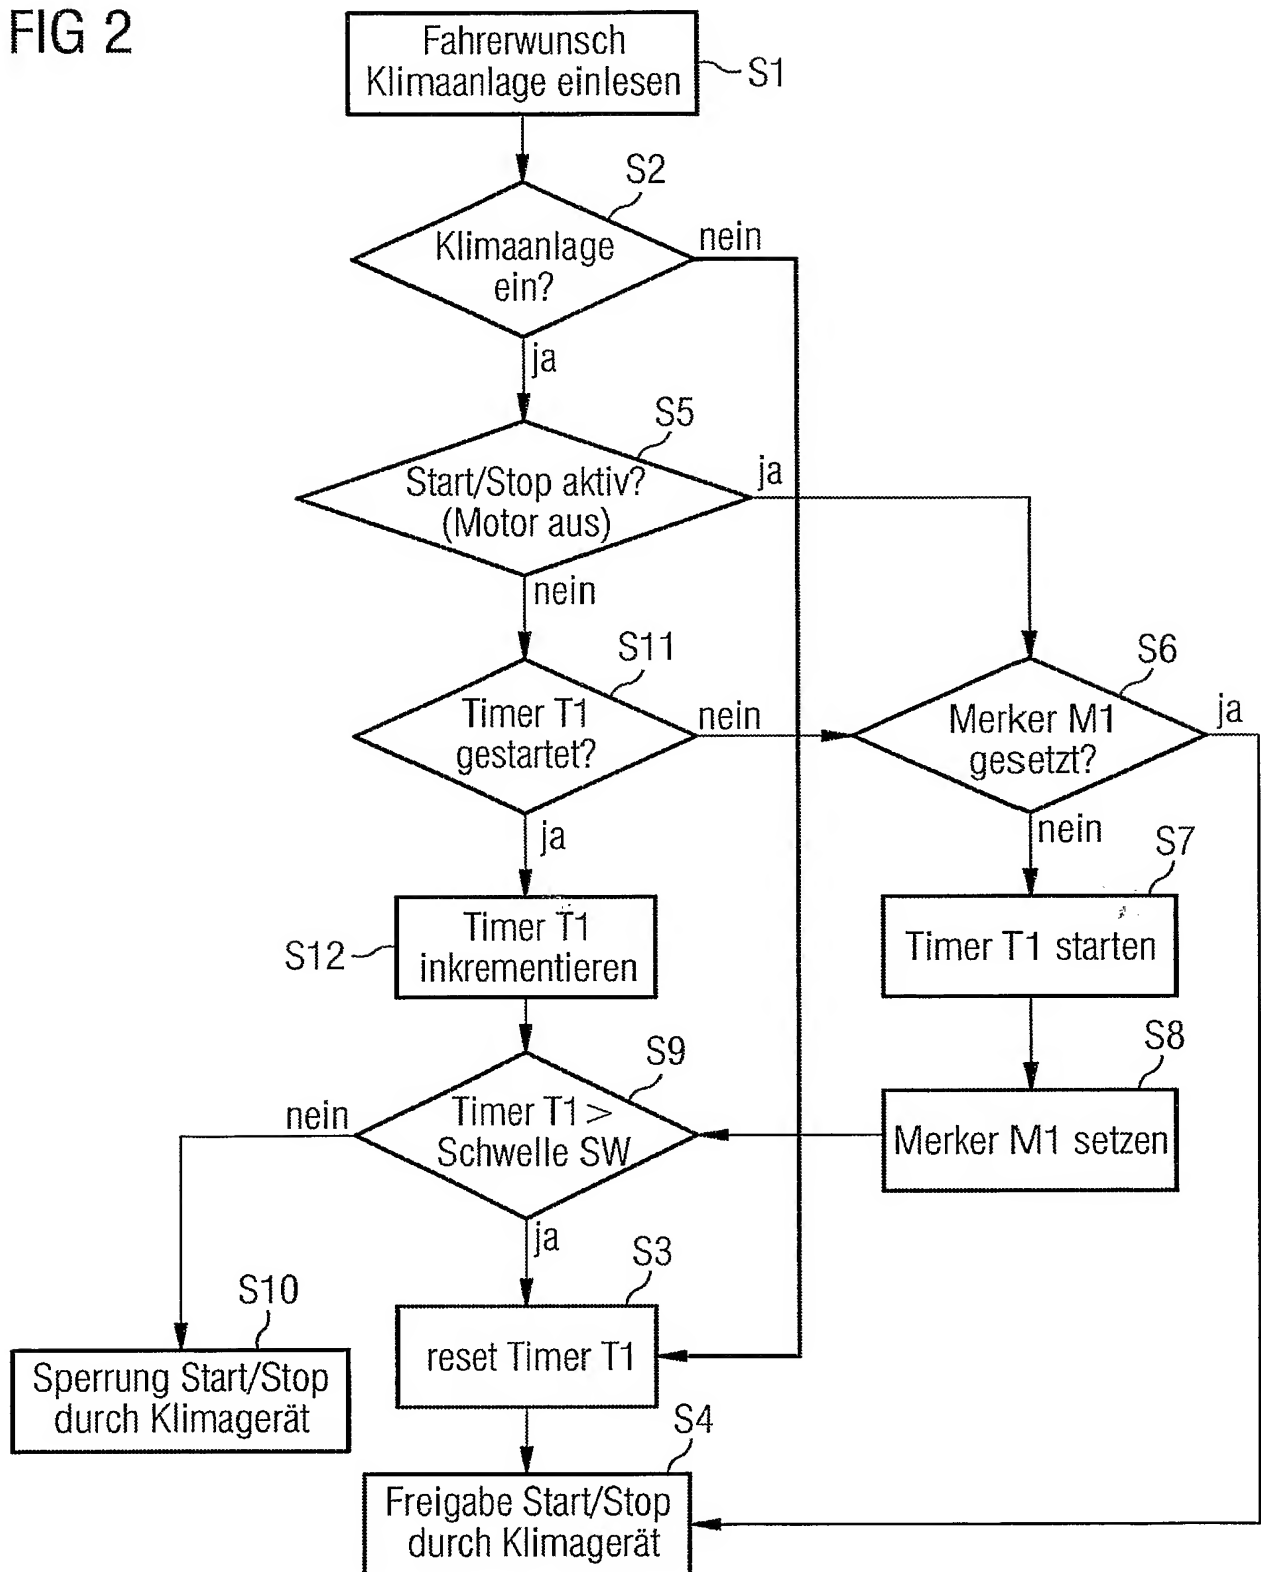 FIG 2
Fahrerwunsch
Klimaanlage einlesen
S1
S2
Klimaanlage
ein?
nein
ja
S5
Start/Stop aktiv?
(Motor aus)
ja
nein
S11
Timer T1
gestartet?
nein
ja
S6
Merker M1
gesetzt?
ja
nein
S7
Timer T1 starten
S12
Timer T1
inkrementieren
S8
Merker M1 setzen
S9
Timer T1 >
Schwelle SW
nein
ja
S3
reset Timer T1
S10
Sperrung Start/Stop
durch Klimagerät
S4
Freigabe Start/Stop
durch Klimagerät